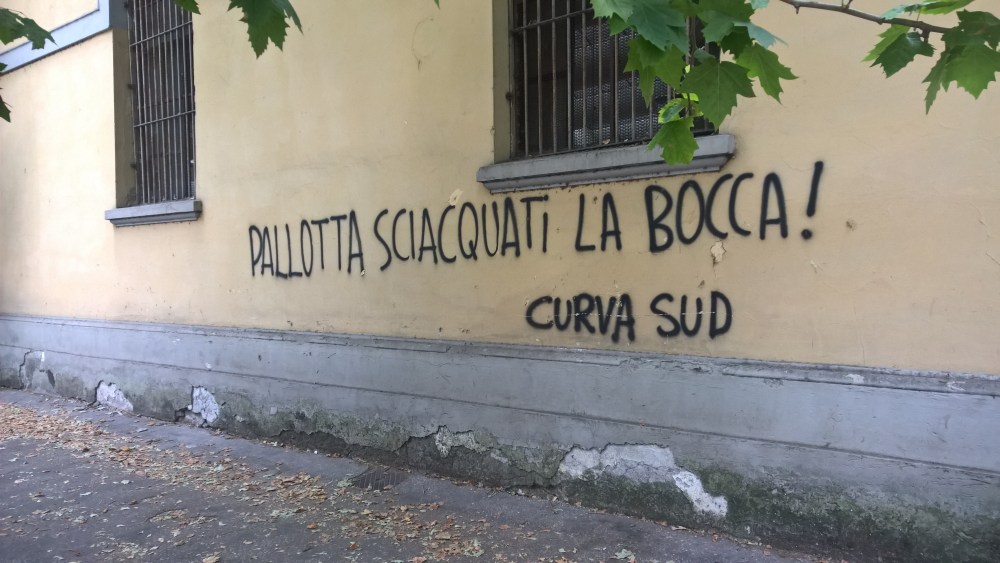 PALLOTTA SCIACQUATi LA BOCCA!
CURVA SUD